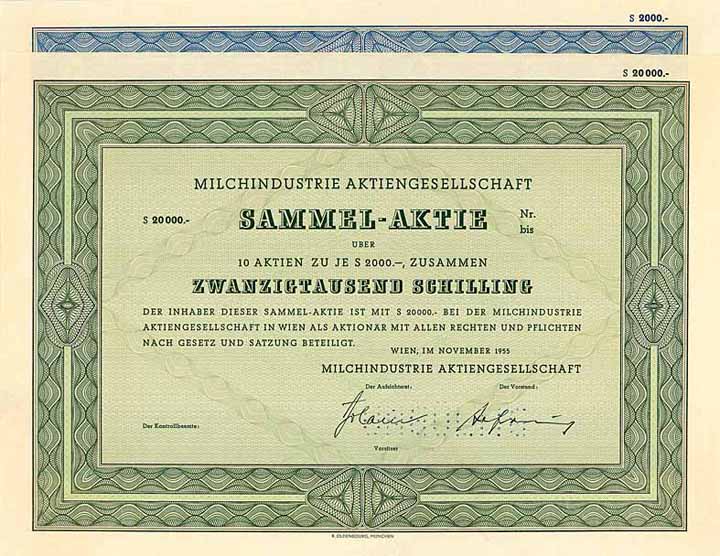 S 2000.-
S 20000.-
MILCHINDUSTRIE AKTIENGESELLSCHAFT
S 20000.- SAMMEL-AKTIE Nr.
bis
ÜBER
10 AKTIEN ZU JE S 2000.—, ZUSAMMEN
ZWANZIGTAUSEND SCHILLING
DER INHABER DIESER SAMMEL-AKTIE IST MIT S 20000.- BEI DER MILCHINDUSTRIE
AKTIENGESELLSCHAFT IN WIEN ALS AKTIONÄR MIT ALLEN RECHTEN UND PFLICHTEN
NACH GESETZ UND SATZUNG BETEILIGT.
WIEN, IM NOVEMBER 1955
MILCHINDUSTRIE AKTIENGESELLSCHAFT
Der Aufsichtsrat: Der Vorstand:
Der Kontrollbeamte:
Vorsitzer
R. OLDENBOURG, MÜNCHEN